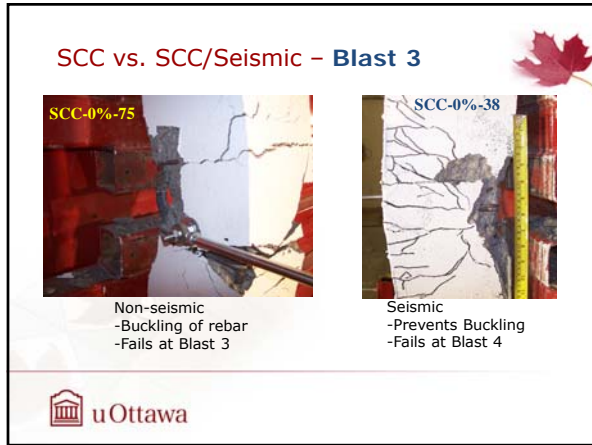 SCC vs. SCC/Seismic – Blast 3
SCC-0%-75
SCC-0%-38
Non-seismic
-Buckling of rebar
-Fails at Blast 3
Seismic
-Prevents Buckling
-Fails at Blast 4
uOttawa